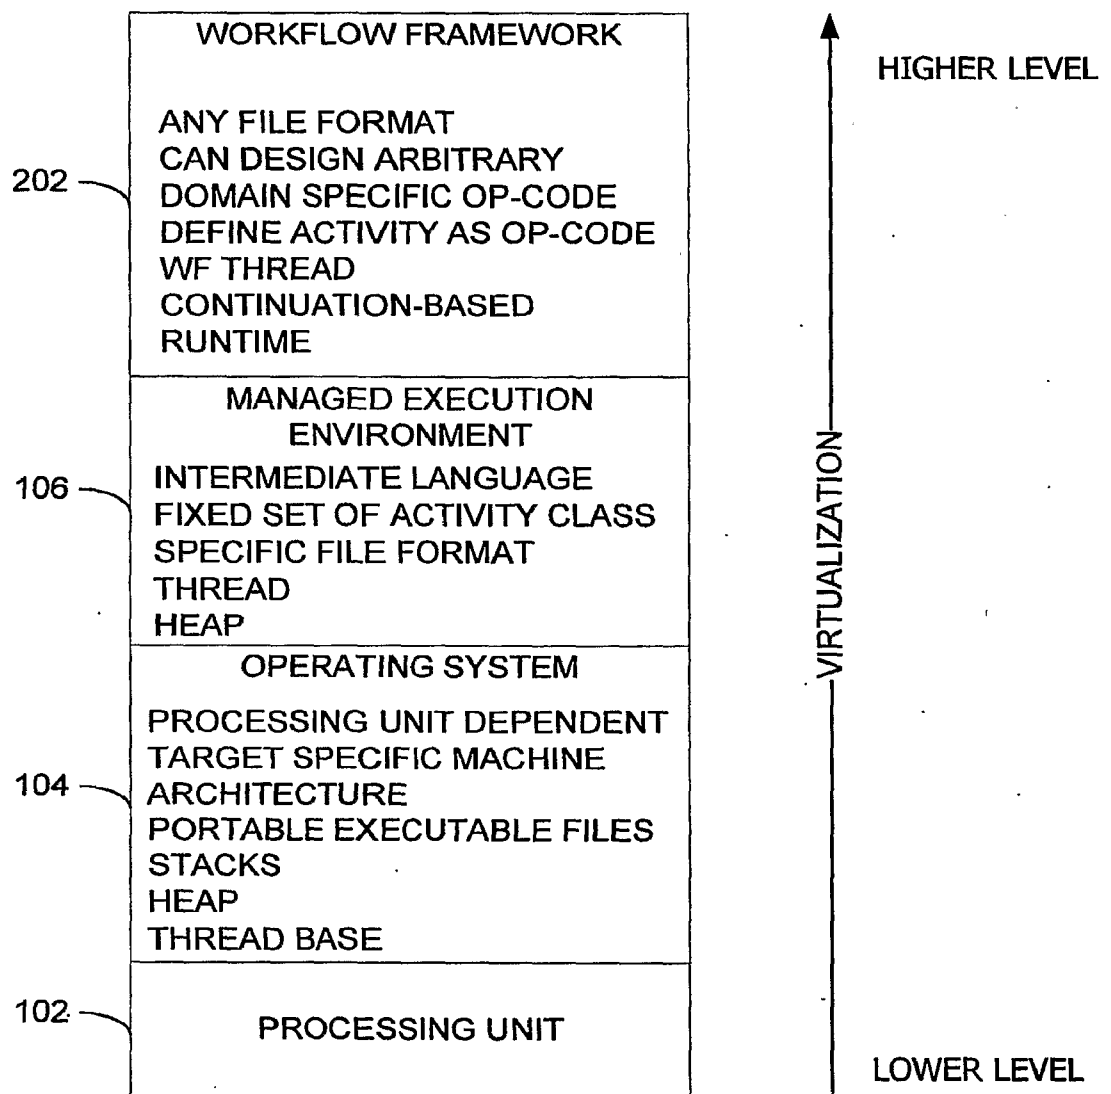 WORKFLOW FRAMEWORK
HIGHER LEVEL
ANY FILE FORMAT
CAN DESIGN ARBITRARY
202
DOMAIN SPECIFIC OP-CODE
DEFINE ACTIVITY AS OP-CODE
WF THREAD
CONTINUATION-BASED
RUNTIME
MANAGED EXECUTION
ENVIRONMENT
106
INTERMEDIATE LANGUAGE
FIXED SET OF ACTIVITY CLASS
SPECIFIC FILE FORMAT
THREAD
HEAP
VIRTUALIZATION
OPERATING SYSTEM
PROCESSING UNIT DEPENDENT
TARGET SPECIFIC MACHINE
104
ARCHITECTURE
PORTABLE EXECUTABLE FILES
STACKS
HEAP
THREAD BASE
102
PROCESSING UNIT
LOWER LEVEL